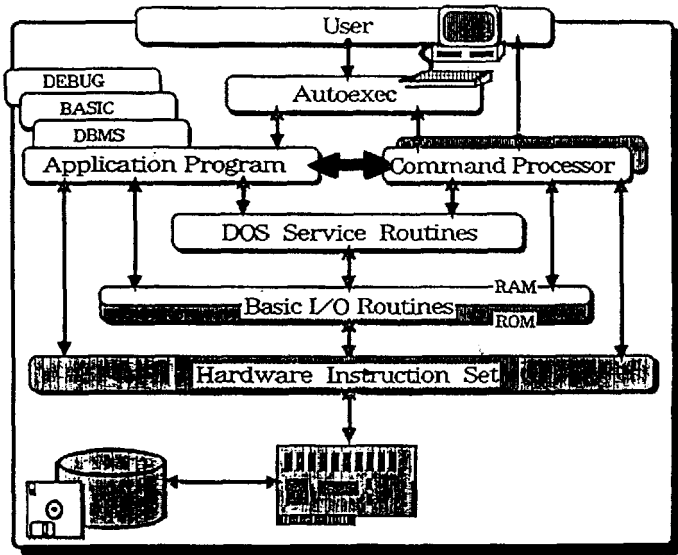 User
Autoexec
DEBUG
BASIC
DBMS
Application Program
Command Processor
DOS Service Routines
Basic I/O Routines
RAM
ROM
Hardware Instruction Set